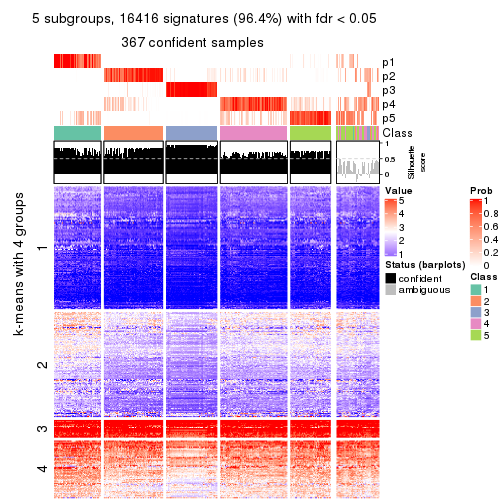 5 subgroups, 16416 signatures (96.4%) with fdr < 0.05
367 confident samples
p1
p2
p3
p4
p5
Class
1
0.5
0
Silhouette
score
k-means with 4 groups
1
2
3
4
Value
5
4
3
2
1
Status (barplots)
confident
ambiguous
Prob
1
0.8
0.6
0.4
0.2
0
Class
1
2
3
4
5